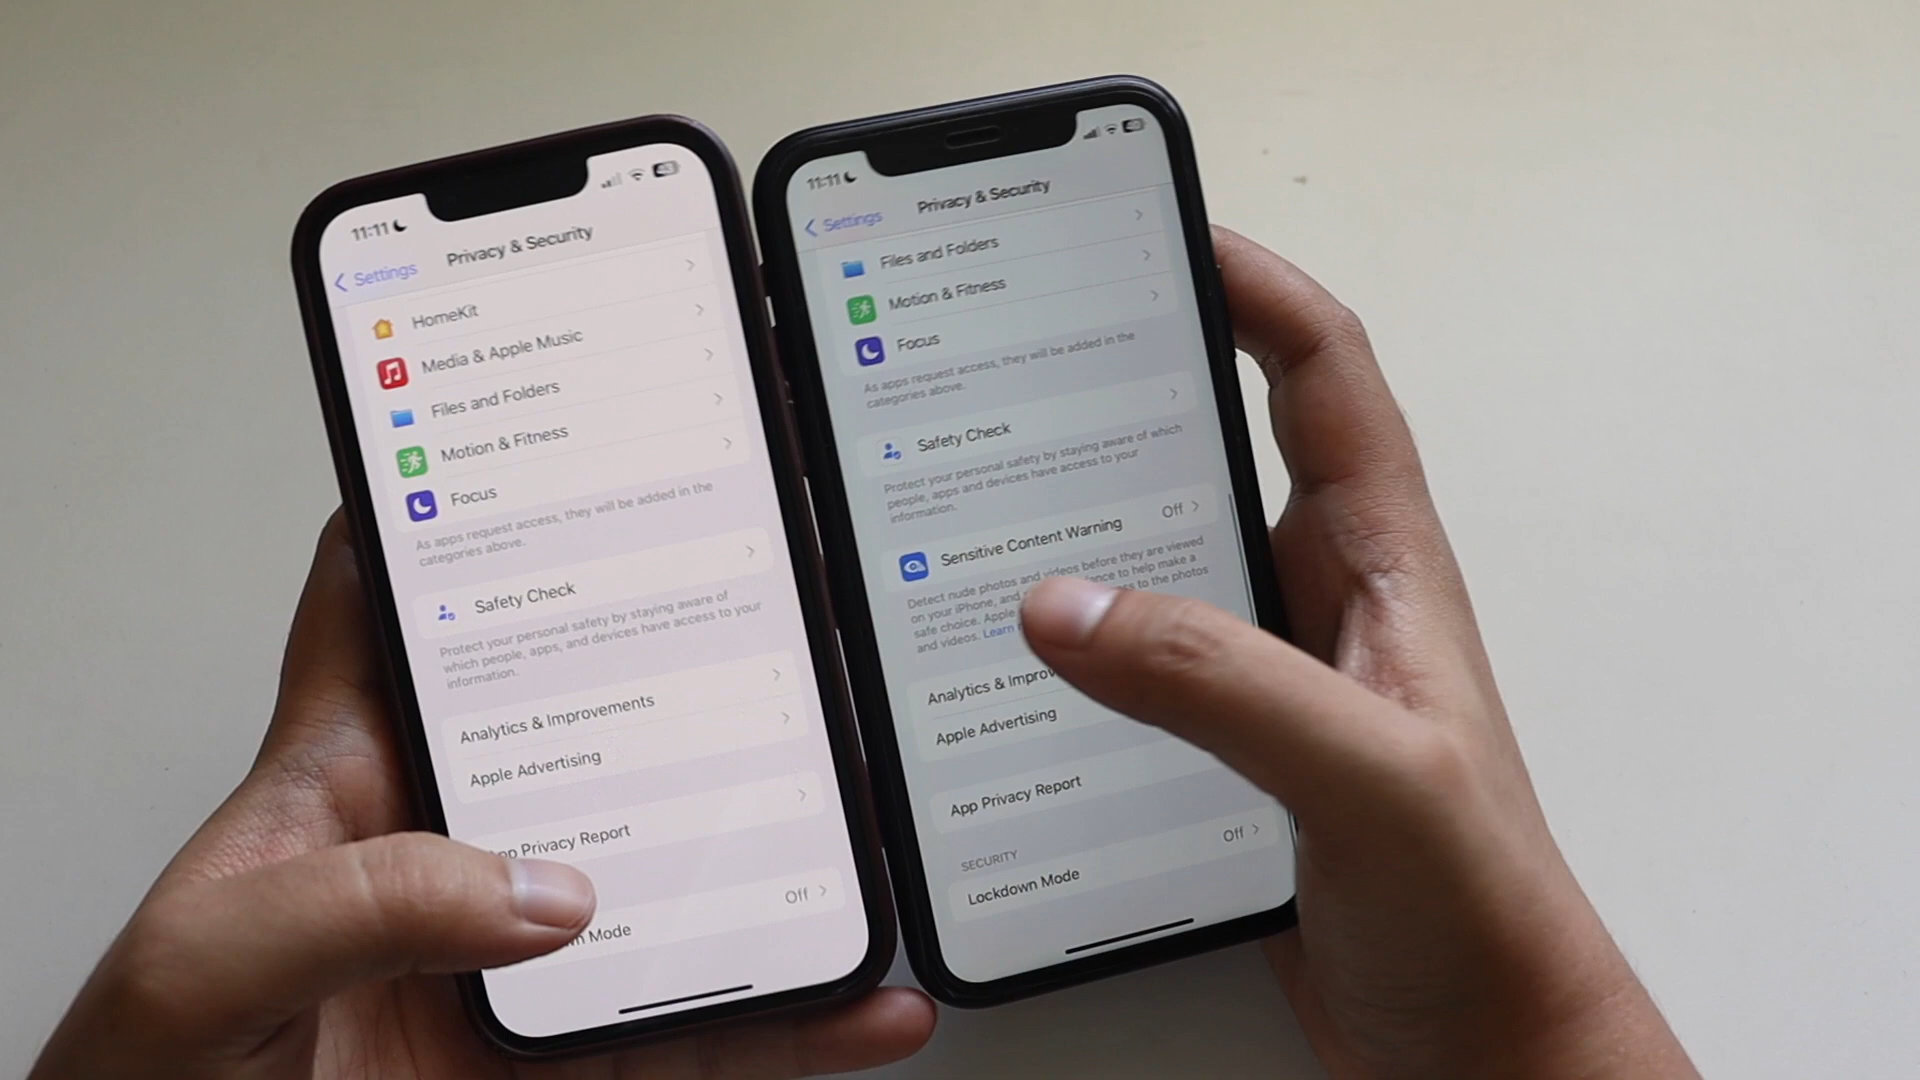 11:11
Settings
Privacy & Security
HomeKit
Media & Apple Music
Files and Folders
Motion & Fitness
Focus
As apps request access, they will be added in the
categories above.
Safety Check
Protect your personal safety by staying aware of
which people, apps, and devices have access to your
information.
Analytics & Improvements
Apple Advertising
Privacy Report
Mode
Off
11:11
Settings
Privacy & Security
Files and Folders
Motion & Fitness
Focus
As apps request access, they will be added in the
categories above.
Safety Check
Protect your personal safety by staying aware of which
people, apps and devices have access to your
information.
Sensitive Content Warning Off
Detect nude photos and videos before they are viewed
on your iPhone, and to help make a
safe choice. Apple to the photos
and videos. Learn
Analytics &
Apple Advertising
App Privacy Report
SECURITY
Lockdown Mode Off